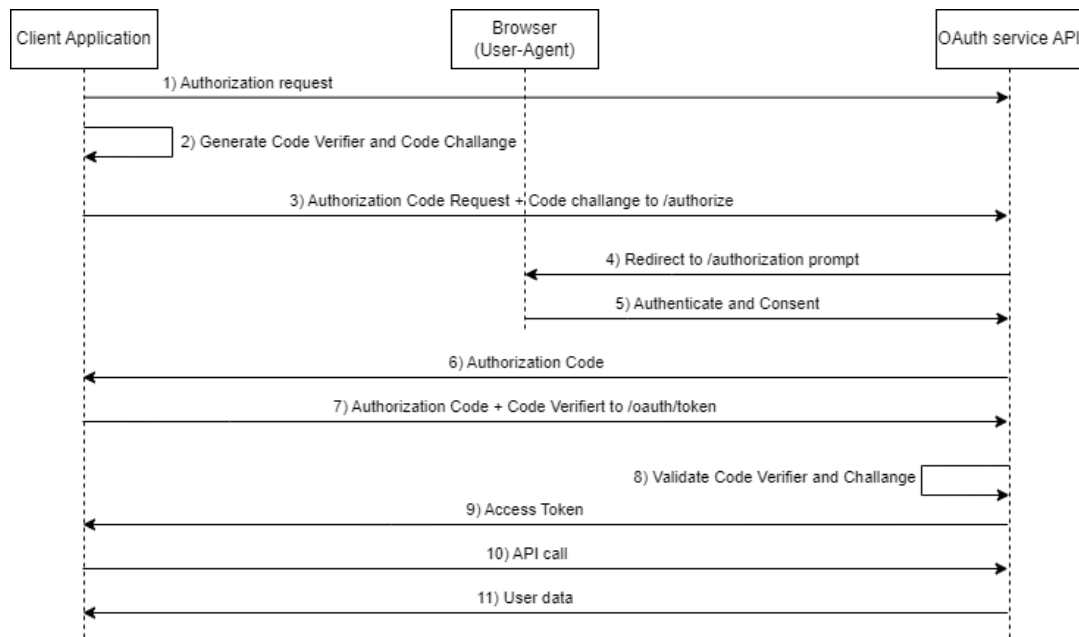 Client Application
Browser
(User-Agent)
OAuth service API
1) Authorization request
2) Generate Code Verifier and Code Challange
3) Authorization Code Request + Code challange to /authorize
4) Redirect to /authorization prompt
5) Authenticate and Consent
6) Authorization Code
7) Authorization Code + Code Verifiert to /oauth/token
8) Validate Code Verifier and Challange
9) Access Token
10) API call
11) User data